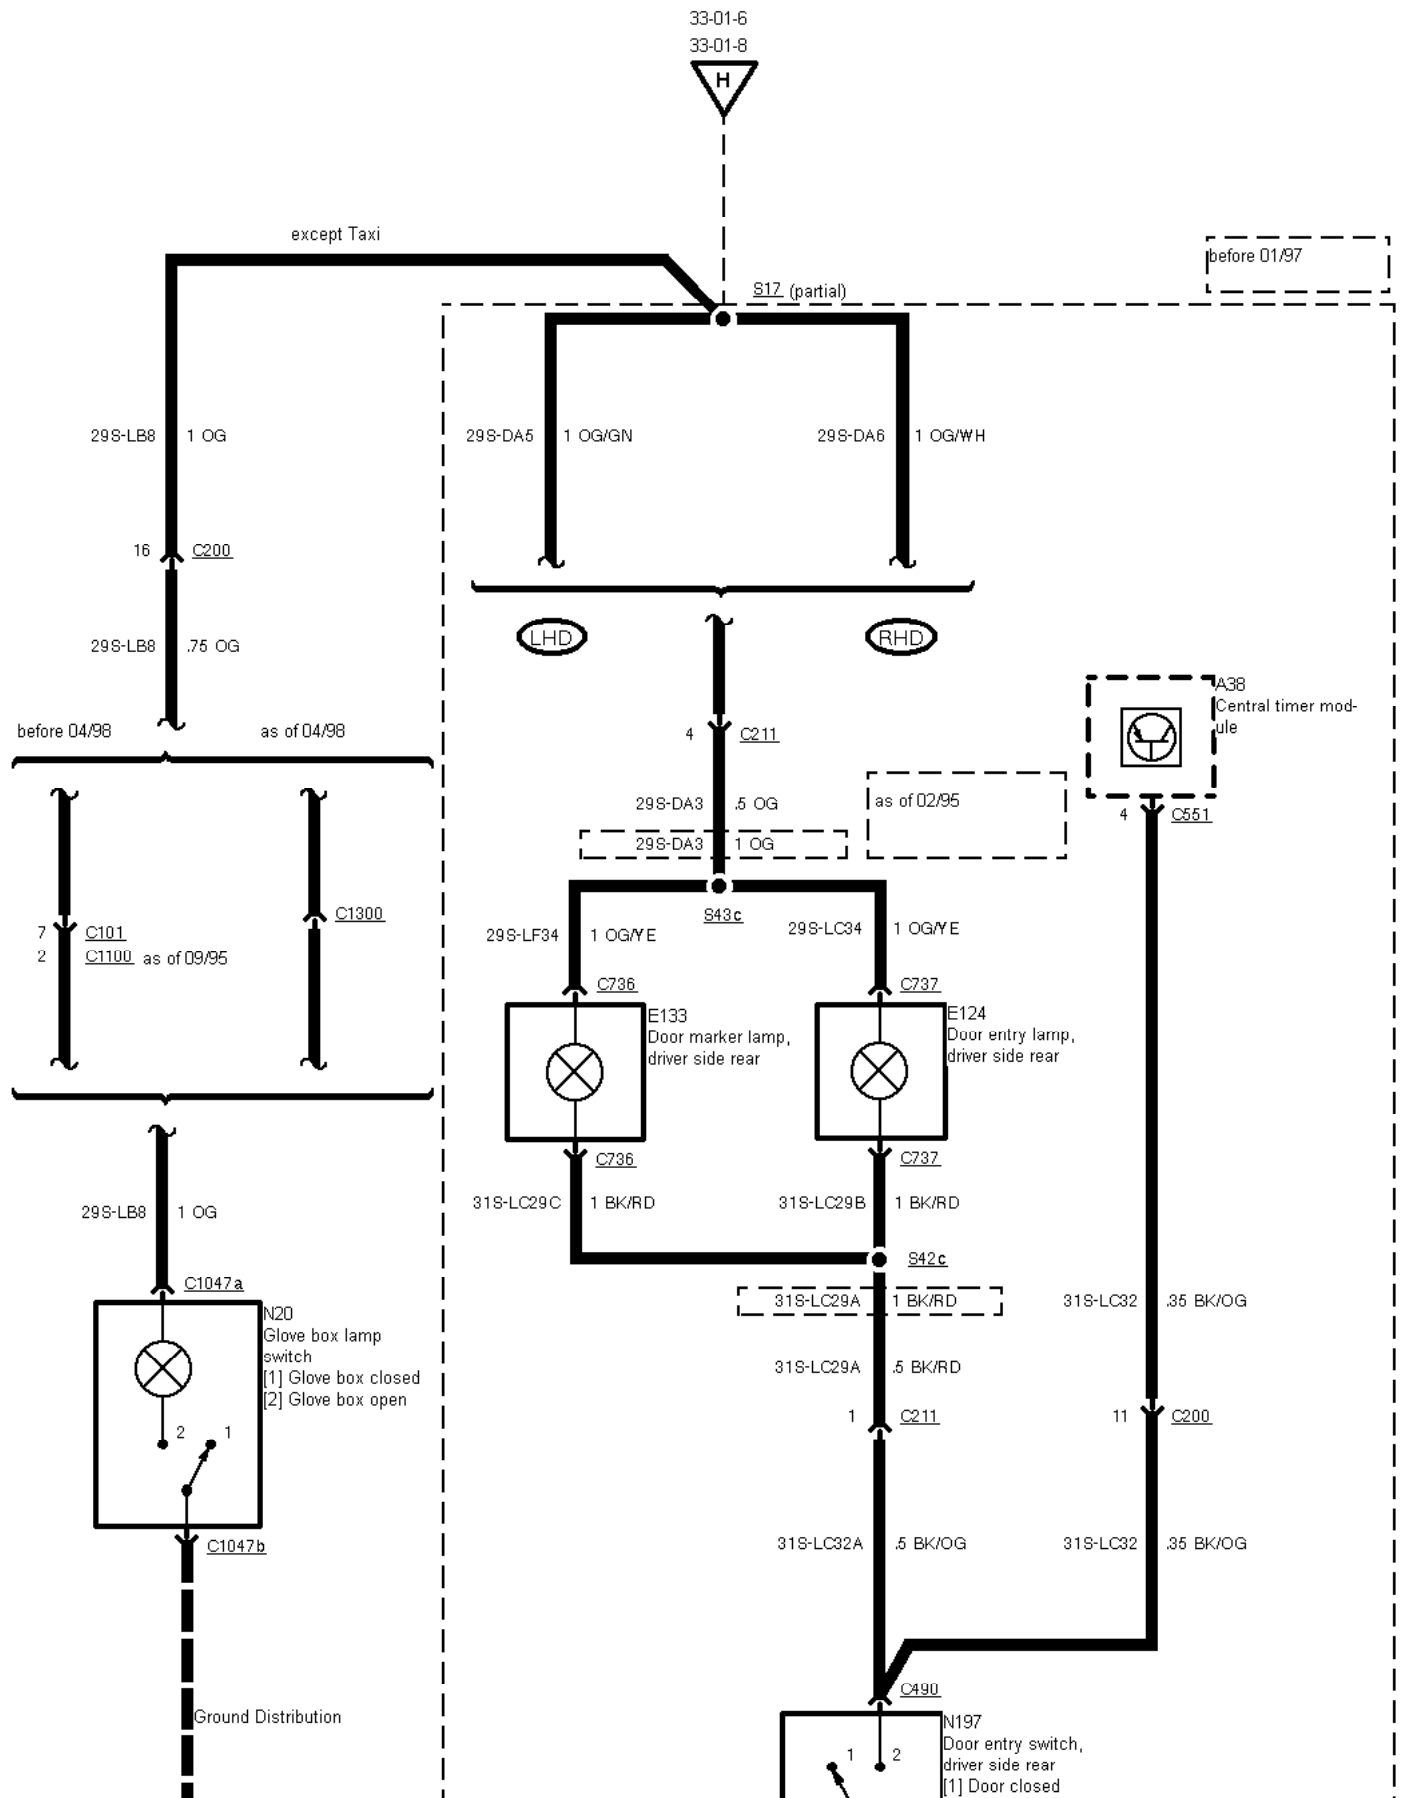 33-01-6
33-01-8
H
except Taxi
before 01/97
S17 (partial)
29S-LB8 1 OG
29S-DA5 1 OG/GN
29S-DA6 1 OG/WH
16 C200
LHD
RHD
29S-LB8 .75 OG
A38
Central timer mod-
ule
before 04/98
as of 04/98
4 C211
29S-DA3 .5 OG
as of 02/95
4 C551
29S-DA3 1 OG
S43c
C1300
7 C101
2 C1100 as of 09/95
29S-LF34 1 OG/YE
29S-LC34 1 OG/YE
C736
C737
E133
Door marker lamp,
driver side rear
E124
Door entry lamp,
driver side rear
C736
C737
31S-LC29C 1 BK/RD
31S-LC29B 1 BK/RD
29S-LB8 1 OG
S42c
C1047a
31S-LC29A 1 BK/RD
31S-LC32 .35 BK/OG
N20
Glove box lamp
switch
[1] Glove box closed
[2] Glove box open
31S-LC29A .5 BK/RD
1 C211
11 C200
2 1
C1047b
31S-LC32A .5 BK/OG
31S-LC32 .35 BK/OG
C490
Ground Distribution
N197
Door entry switch,
driver side rear
[1] Door closed
1 2